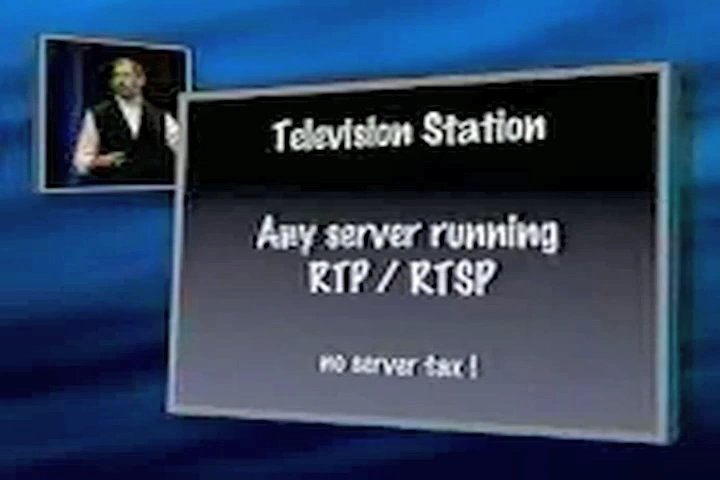 Television Station
Any server running
RTP / RTSP
no server tax!